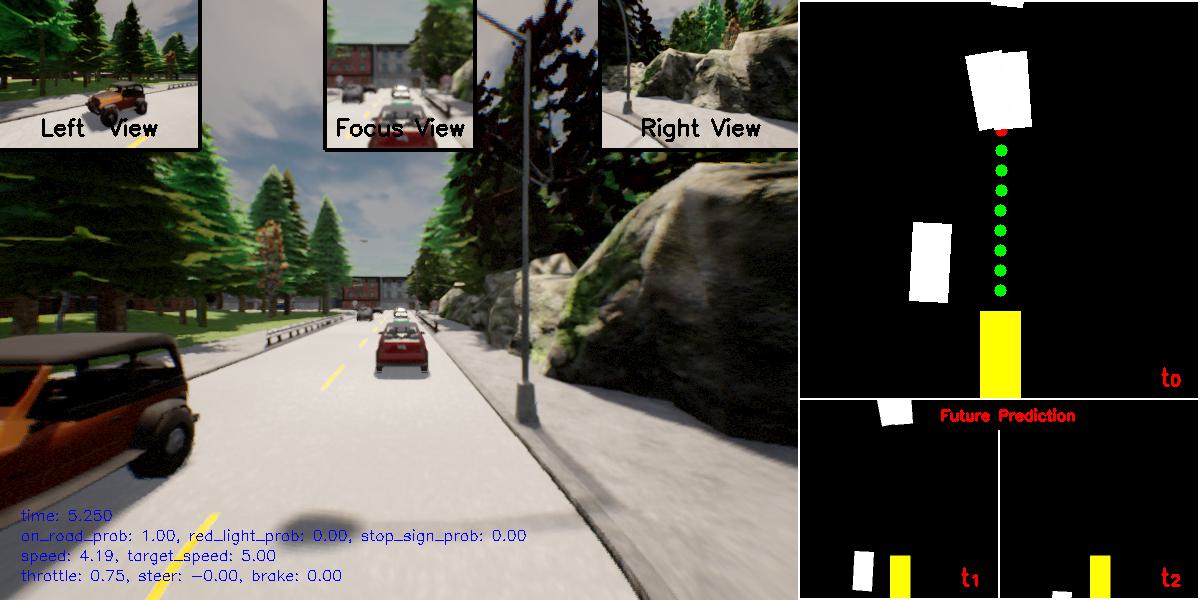 Left View
Focus View
Right View
t0
Future Prediction
t1
t2
time: 5.250
on_road_prob: 1.00, red_light_prob: 0.00, stop_sign_prob: 0.00
speed: 4.19, target_speed: 5.00
throttle: 0.75, steer: −0.00, brake: 0.00